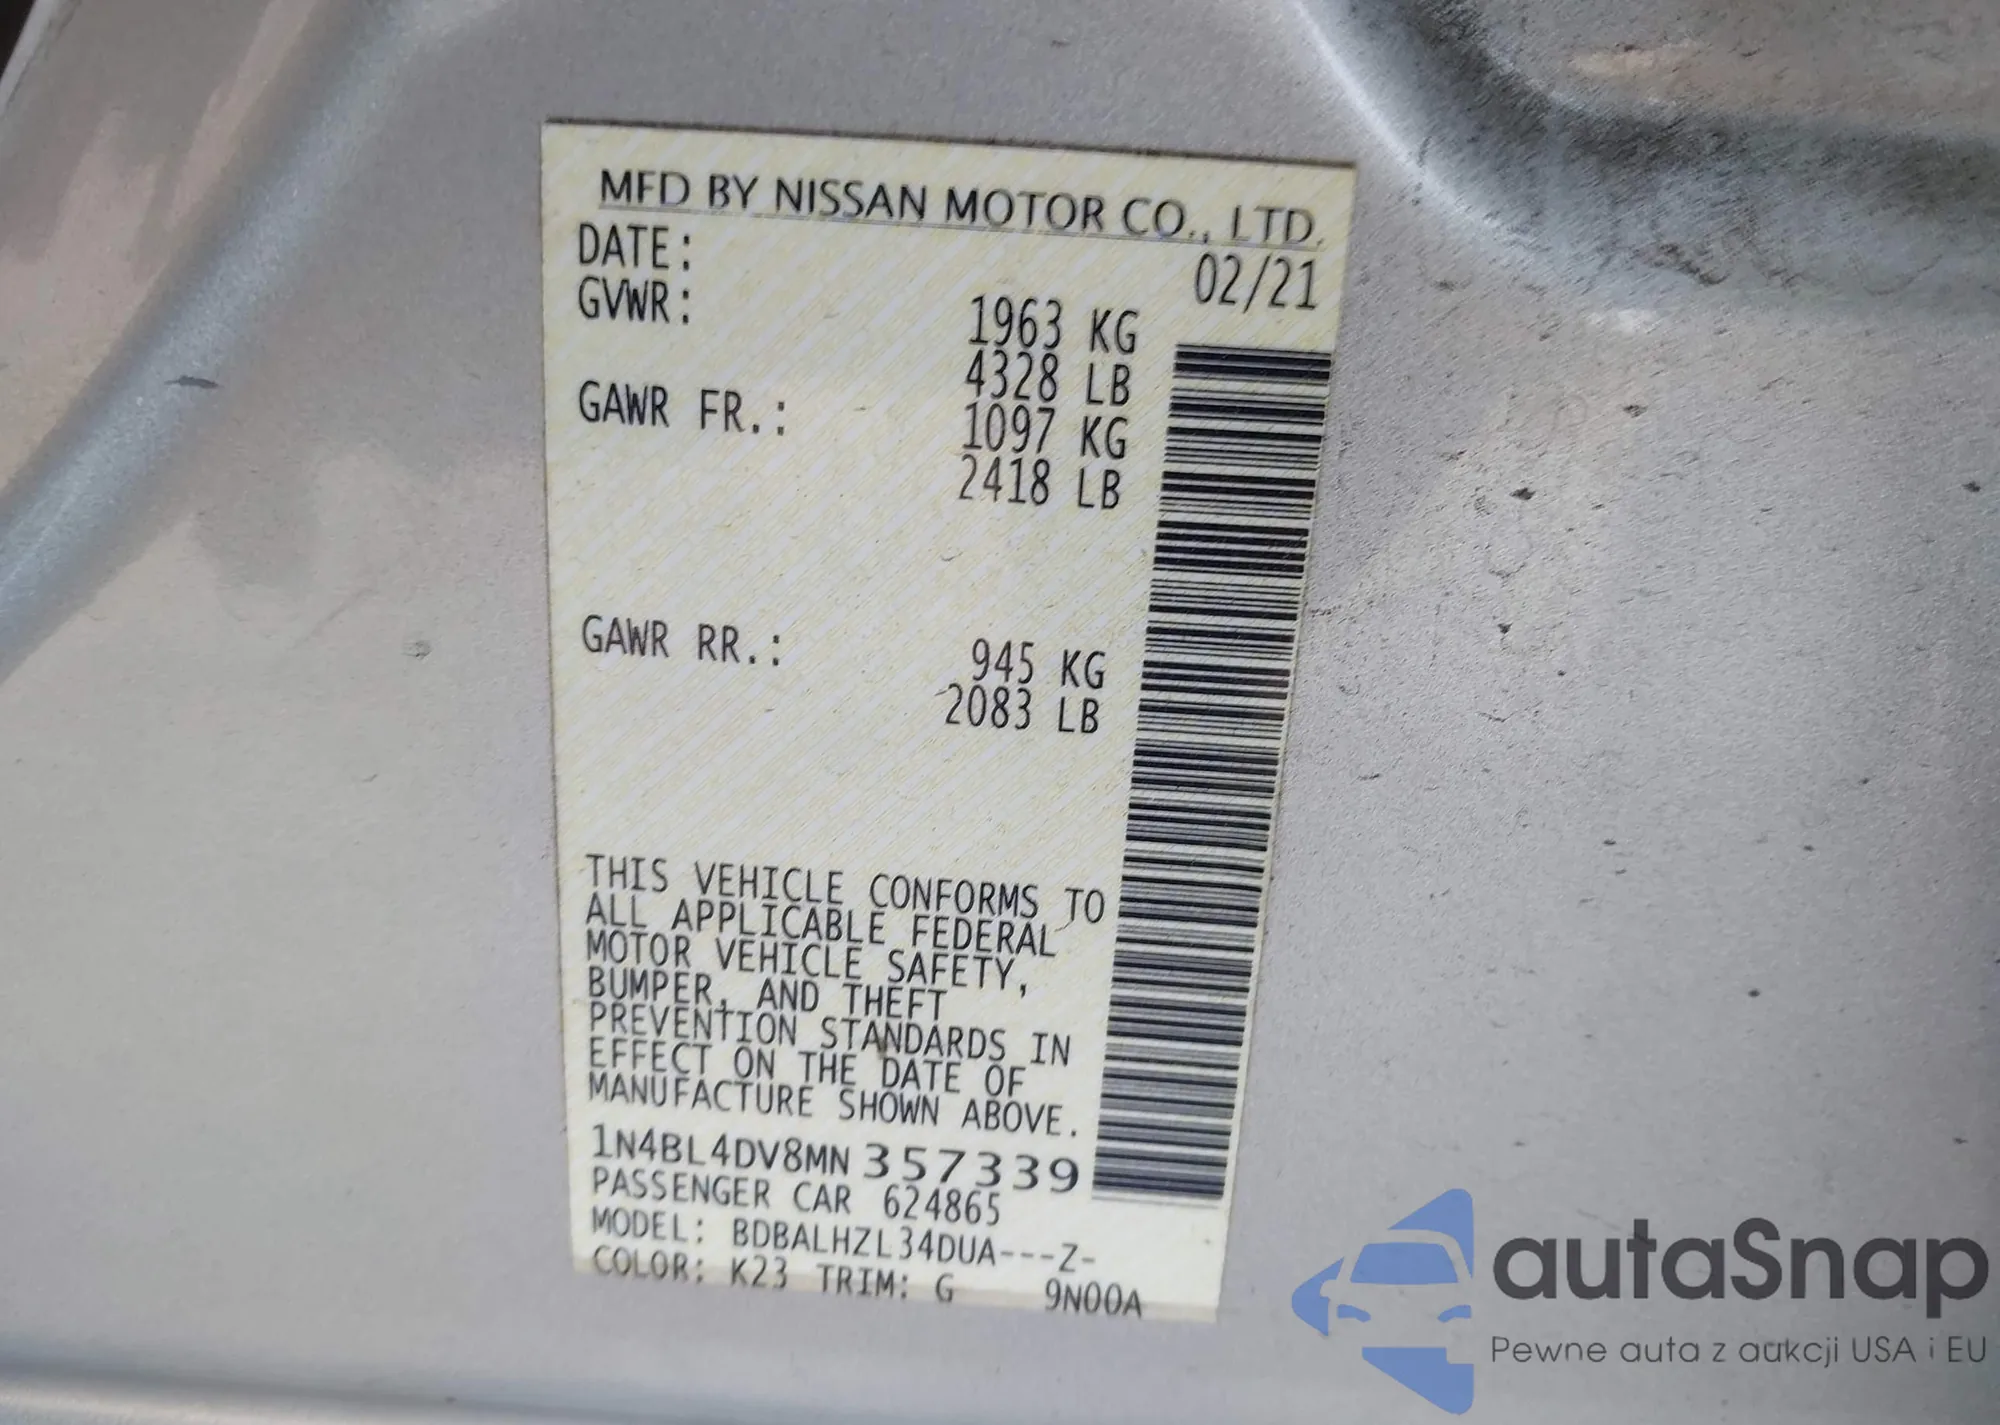 MFD BY NISSAN MOTOR CO., LTD.
DATE: 02/21
GVWR: 1963 KG
4328 LB
GAWR FR.: 1097 KG
2418 LB
GAWR RR.: 945 KG
2083 LB
THIS VEHICLE CONFORMS TO
ALL APPLICABLE FEDERAL
MOTOR VEHICLE SAFETY,
BUMPER, AND THEFT
PREVENTION STANDARDS IN
EFFECT ON THE DATE OF
MANUFACTURE SHOWN ABOVE.
1N4BL4DV8MN357339
PASSENGER CAR 624865
MODEL: BDBALHZL34DUA---Z-
COLOR: K23 TRIM: G 9N00A
autaSnap
Pewne auta z aukcji USA i EU